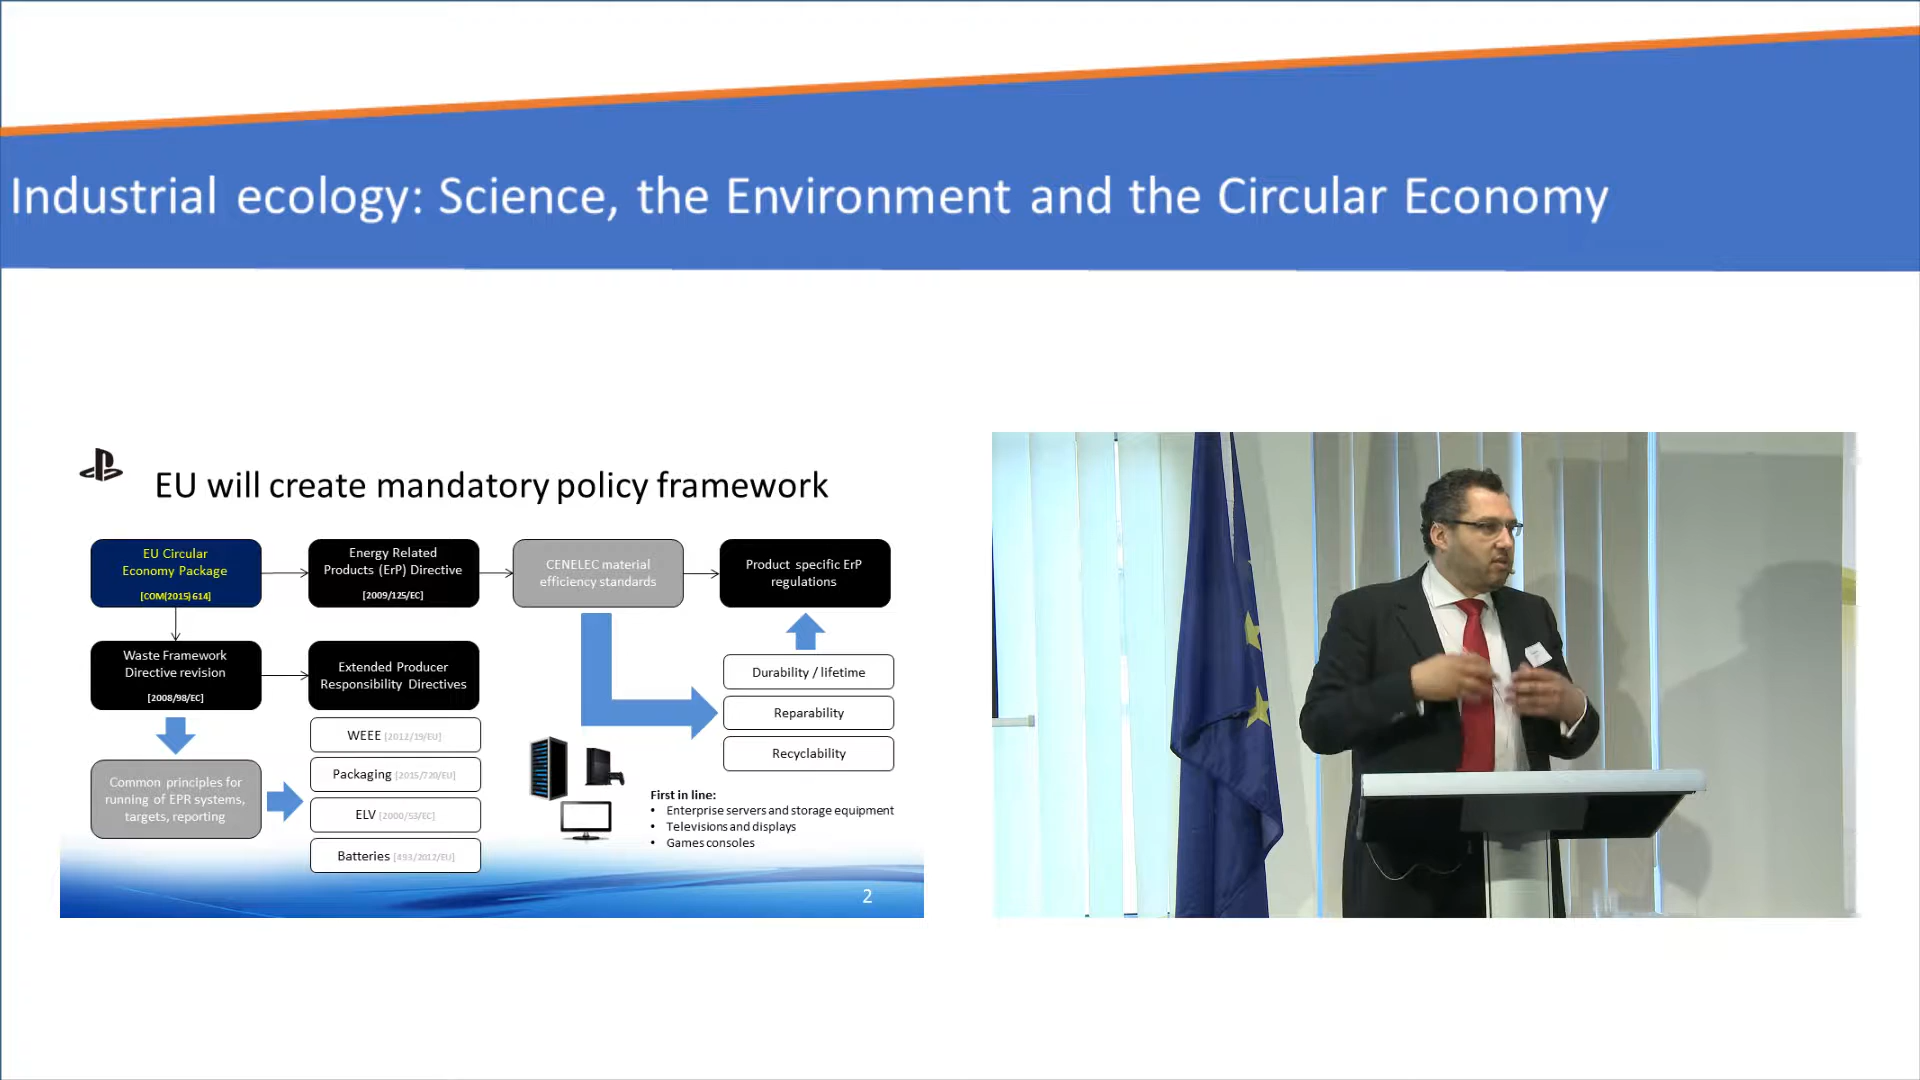 Industrial ecology: Science, the Environment and the Circular Economy
EU will create mandatory policy framework
EU Circular
Economy Package
[COM(2015) 614]
Energy Related
Products (ErP) Directive
[2009/125/EC]
CENELEC material
efficiency standards
Product specific ErP
regulations
Waste Framework
Directive revision
[2008/98/EC]
Extended Producer
Responsibility Directives
Durability / lifetime
Reparability
Recyclability
WEEE [2012/19/EU]
Packaging [2015/720/EU]
ELV [2000/53/EC]
Batteries [493/2012/EU]
Common principles for
running of EPR systems,
targets, reporting
First in line:
• Enterprise servers and storage equipment
• Televisions and displays
• Games consoles
2